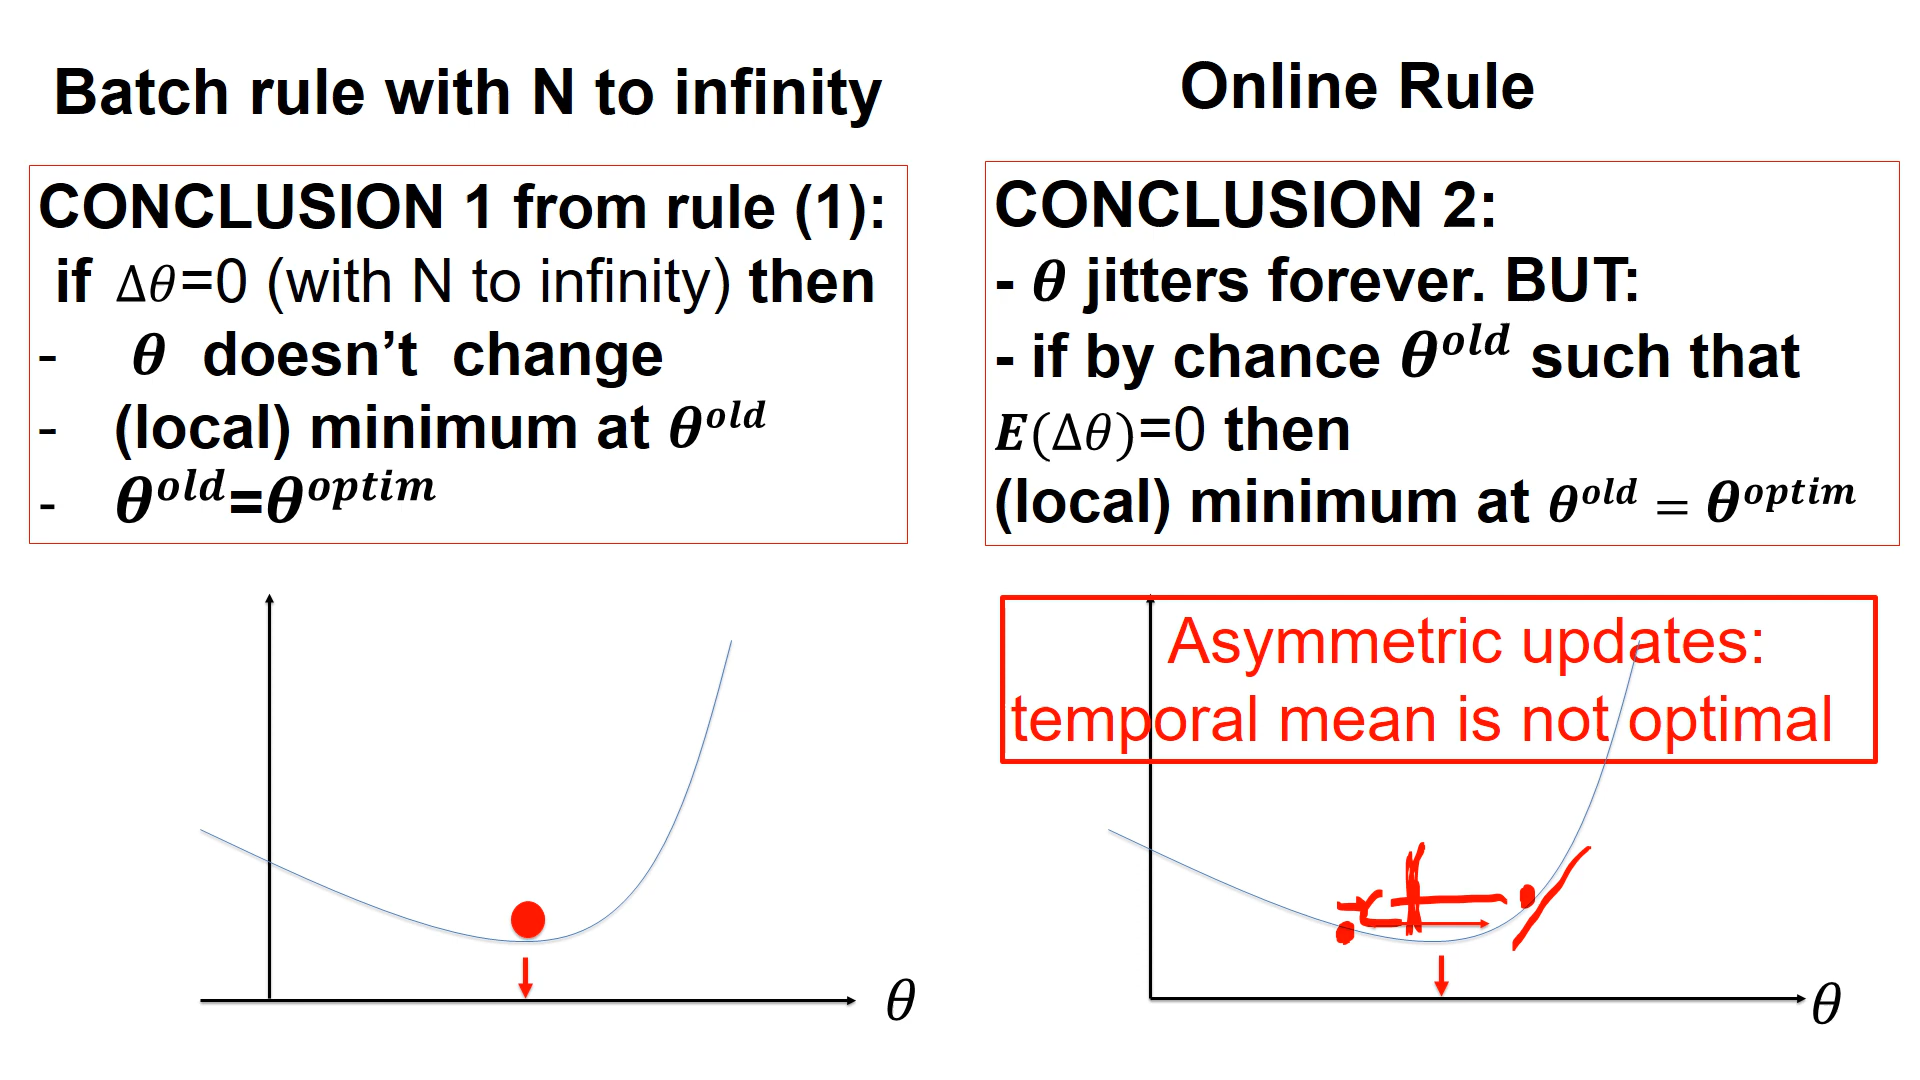 Batch rule with N to infinity
CONCLUSION 1 from rule (1):
if Δθ=0 (with N to infinity) then
- θ doesn’t change
- (local) minimum at θ^old
- θ^old=θ^optim
θ
Online Rule
CONCLUSION 2:
- θ jitters forever. BUT:
- if by chance θ^old such that
E(Δθ)=0 then
(local) minimum at θ^old = θ^optim
Asymmetric updates:
temporal mean is not optimal
θ